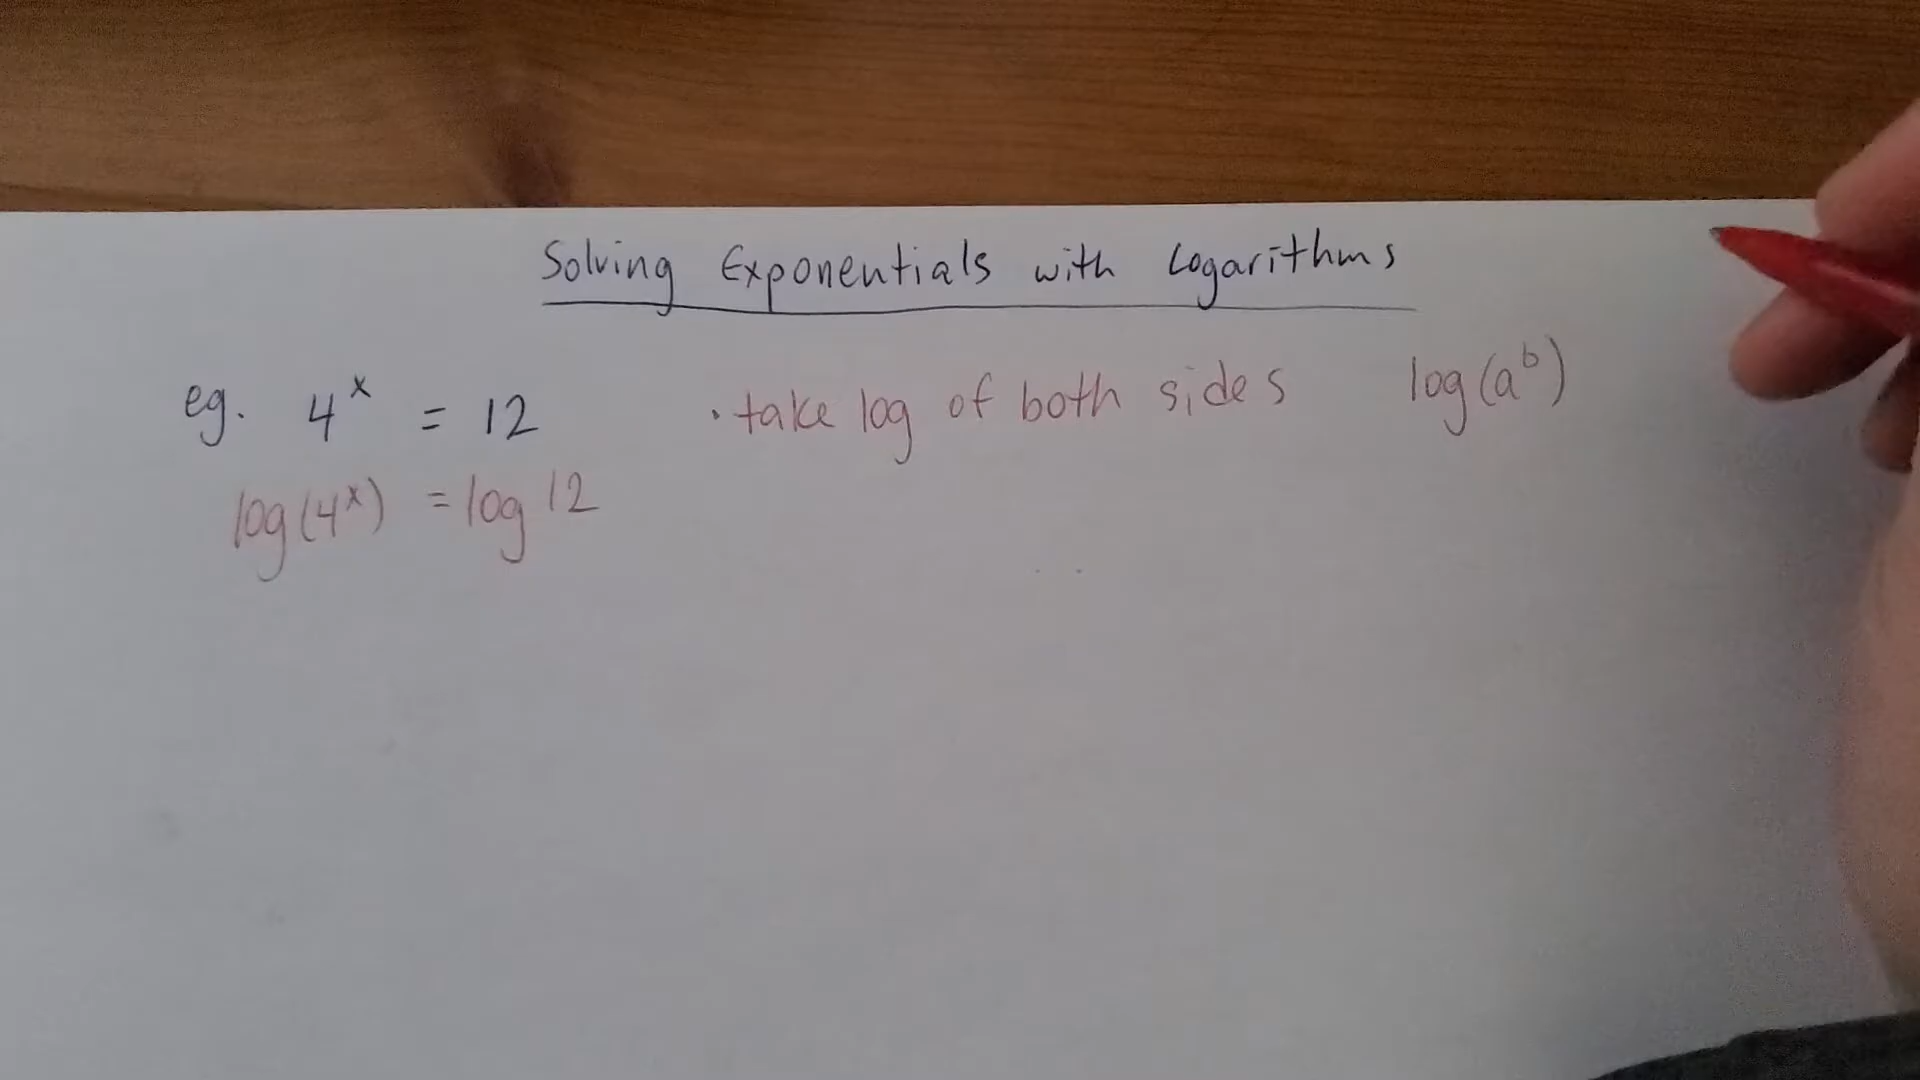 Solving Exponentials with Logarithms
eg. 4^x = 12 · take log of both sides log(a^b)
log(4^x) = log 12